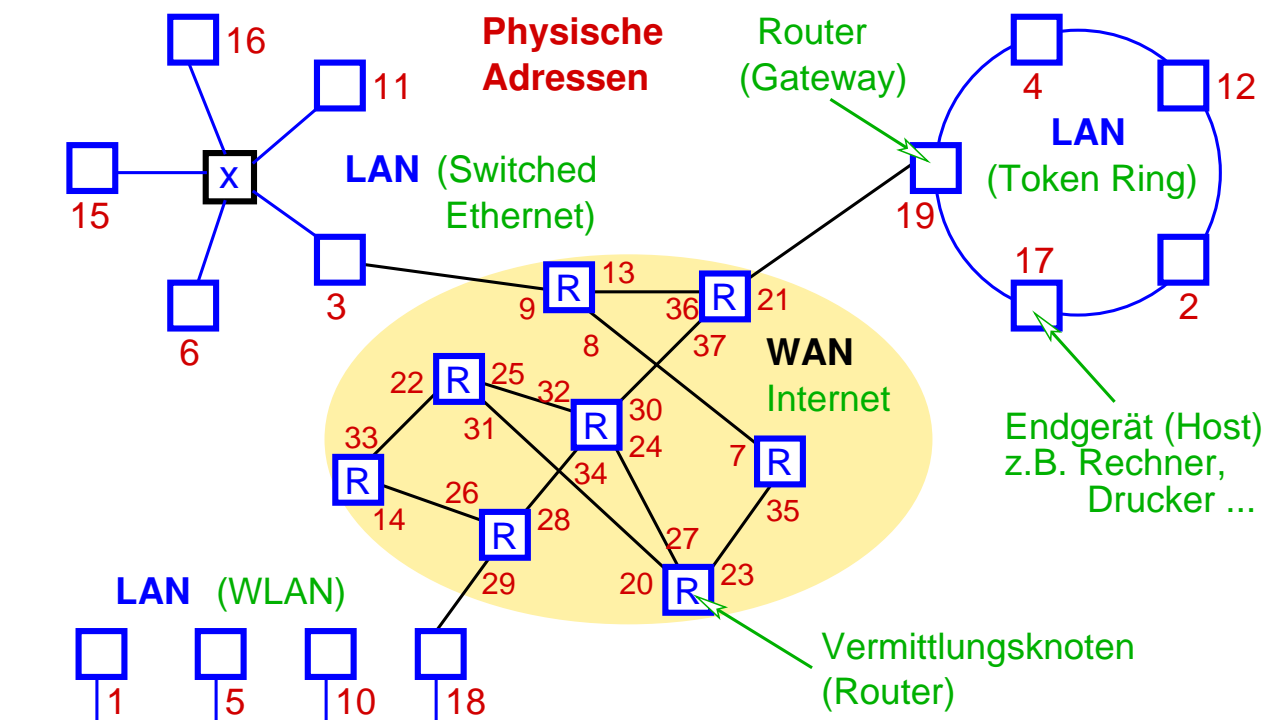 Physische
Adressen
Router
(Gateway)
16
11
15
x
6
3
LAN (Switched
Ethernet)
4
12
LAN
(Token Ring)
19
17
2
R
13
9
8
R
36
21
37
WAN
Internet
22
R
25
31
32
R
30
24
34
33
R
14
26
R
28
29
7
R
35
27
20
R
23
Endgerät (Host)
z.B. Rechner,
Drucker ...
LAN (WLAN)
1
5
10
18
Vermittlungsknoten
(Router)